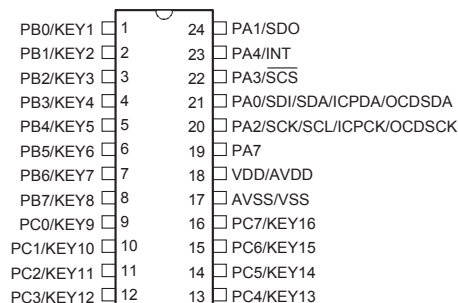 PB0/KEY1 1 24 PA1/SDO
PB1/KEY2 2 23 PA4/INT
PB2/KEY3 3 22 PA3/SCS
PB3/KEY4 4 21 PA0/SDI/SDA/ICPDA/OCDSDA
PB4/KEY5 5 20 PA2/SCK/SCL/ICPCK/OCDSCK
PB5/KEY6 6 19 PA7
PB6/KEY7 7 18 VDD/AVDD
PB7/KEY8 8 17 AVSS/VSS
PC0/KEY9 9 16 PC7/KEY16
PC1/KEY10 10 15 PC6/KEY15
PC2/KEY11 11 14 PC5/KEY14
PC3/KEY12 12 13 PC4/KEY13